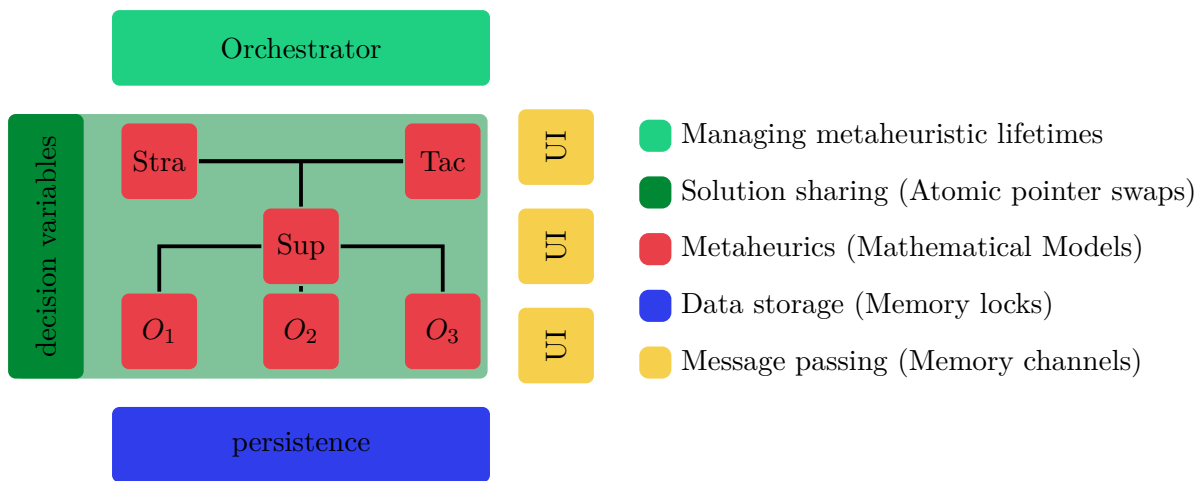 Orchestrator
decision variables
Stra
Tac
Sup
O₁
O₂
O₃
UI
UI
UI
persistence
Managing metaheuristic lifetimes
Solution sharing (Atomic pointer swaps)
Metaheurics (Mathematical Models)
Data storage (Memory locks)
Message passing (Memory channels)